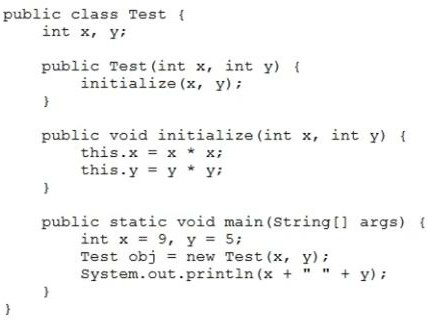 public class Test {
int x, y;
public Test(int x, int y) {
initialize(x, y);
}
public void initialize(int x, int y) {
this.x = x * x;
this.y = y * y;
}
public static void main(String[] args) {
int x = 9, y = 5;
Test obj = new Test(x, y);
System.out.println(x + " " + y);
}
}